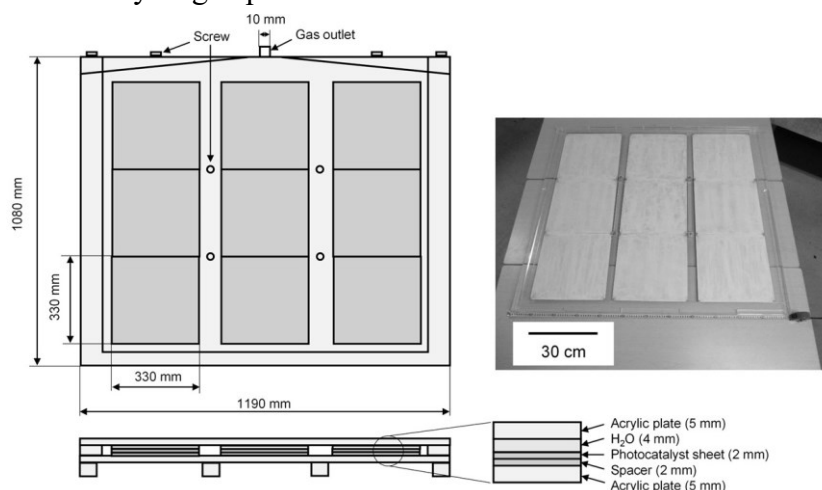 10 mm
Screw
Gas outlet
1080 mm
330 mm
330 mm
1190 mm
30 cm
Acrylic plate (5 mm)
H₂O (4 mm)
Photocatalyst sheet (2 mm)
Spacer (2 mm)
Acrylic plate (5 mm)